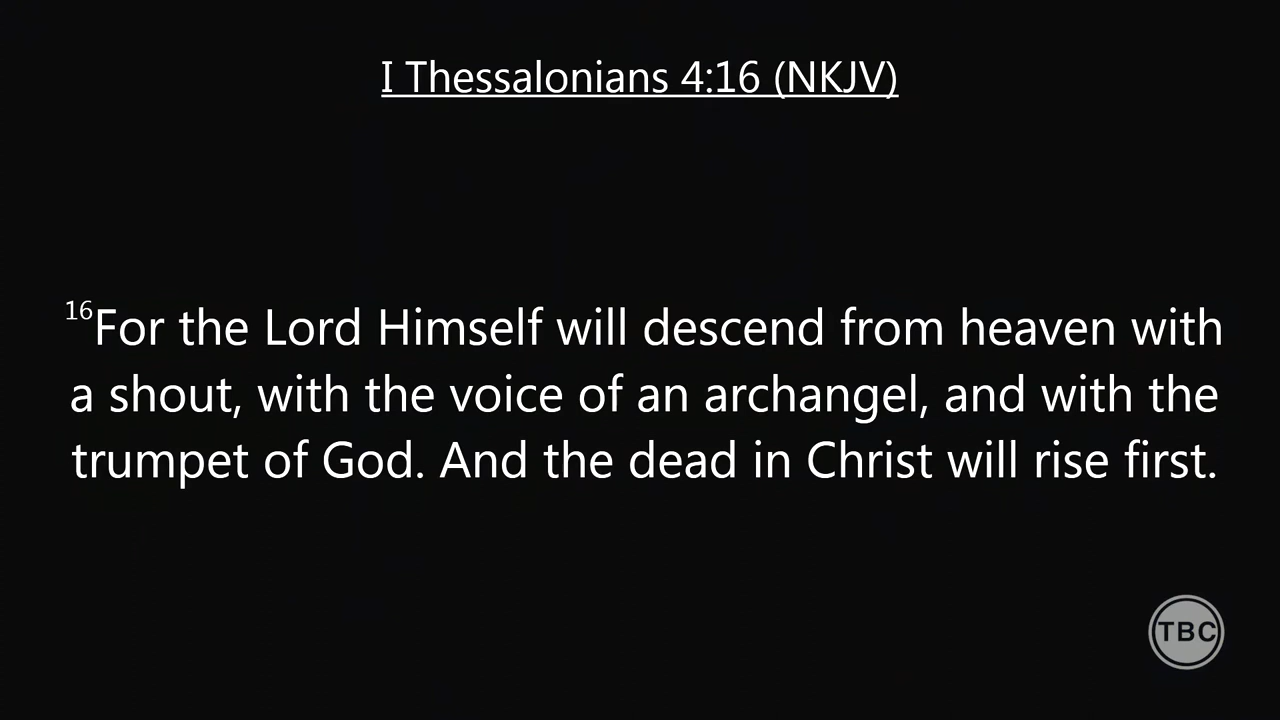 I Thessalonians 4:16 (NKJV)
16For the Lord Himself will descend from heaven with
a shout, with the voice of an archangel, and with the
trumpet of God. And the dead in Christ will rise first.
TBC